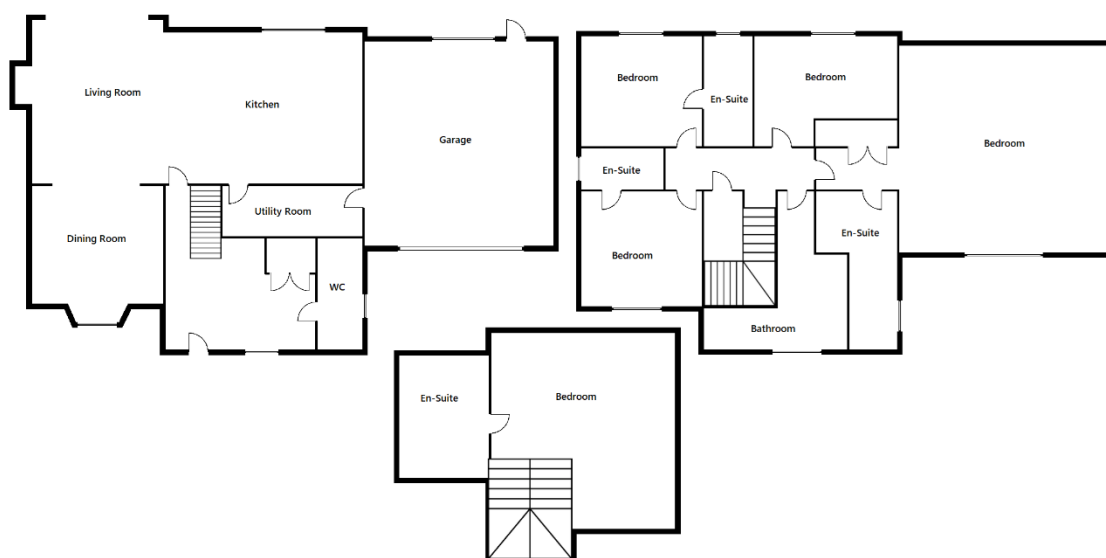 Living Room
Kitchen
Garage
Utility Room
Dining Room
WC
Bedroom
En-Suite
Bedroom
Bedroom
En-Suite
Bedroom
En-Suite
Bathroom
En-Suite
Bedroom